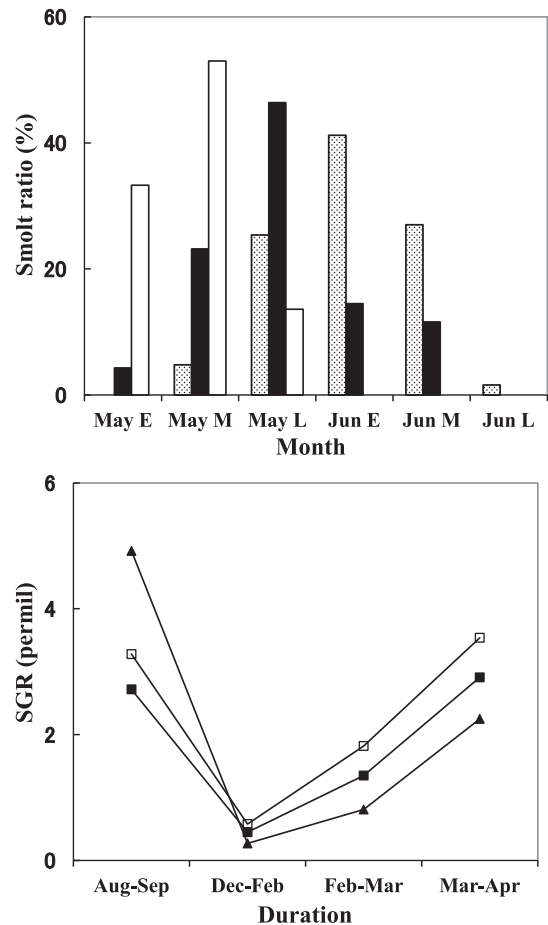 60
40
20
0
Smolt ratio (%)
May E May M May L Jun E Jun M Jun L
Month
6
4
2
0
SGR (permil)
Aug-Sep Dec-Feb Feb-Mar Mar-Apr
Duration